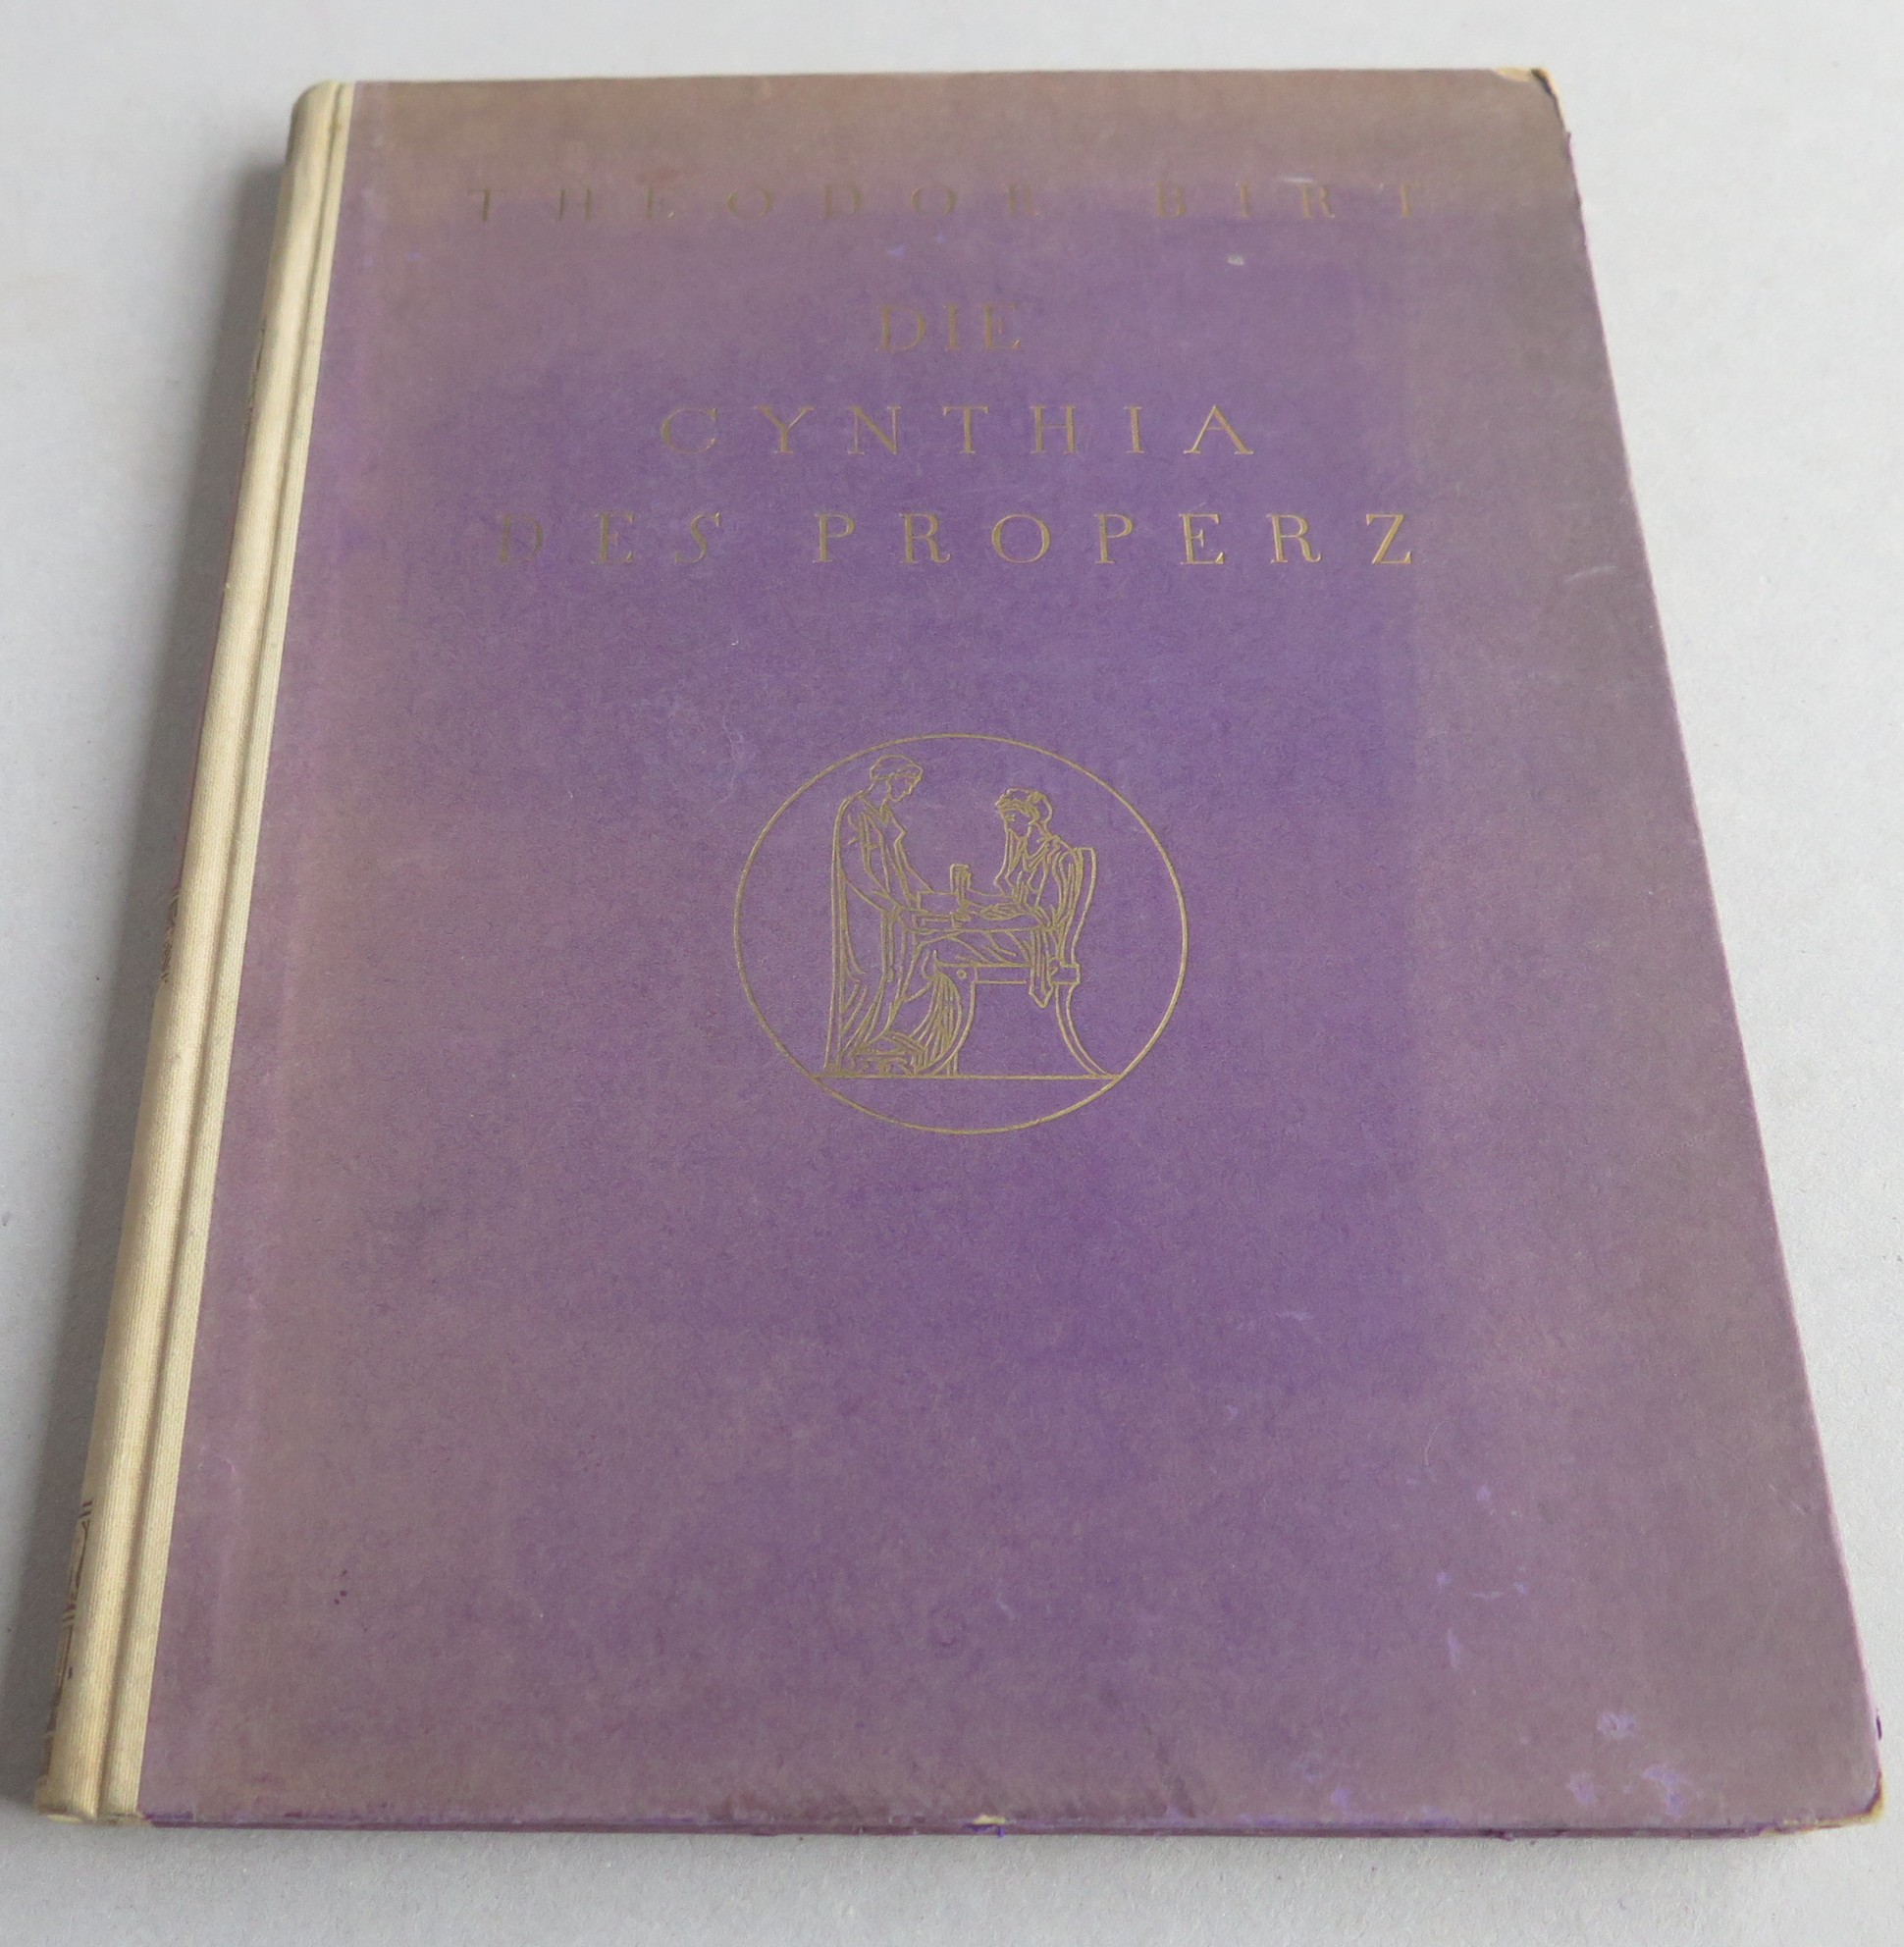 THEODOR BIRT
DIE
CYNTHIA
DES PROPERZ